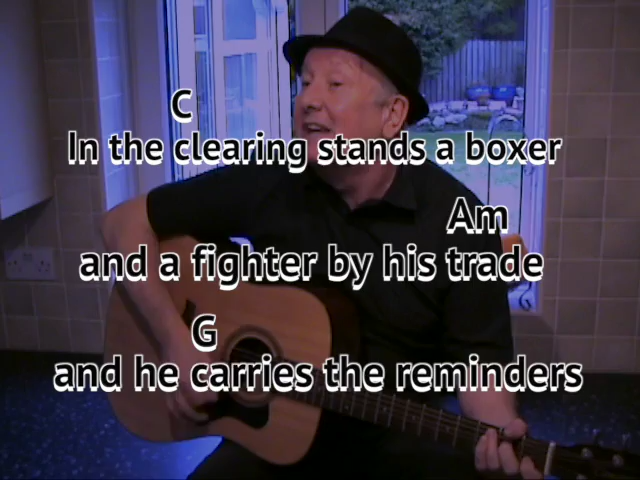 C
In the clearing stands a boxer
Am
and a fighter by his trade
G
and he carries the reminders